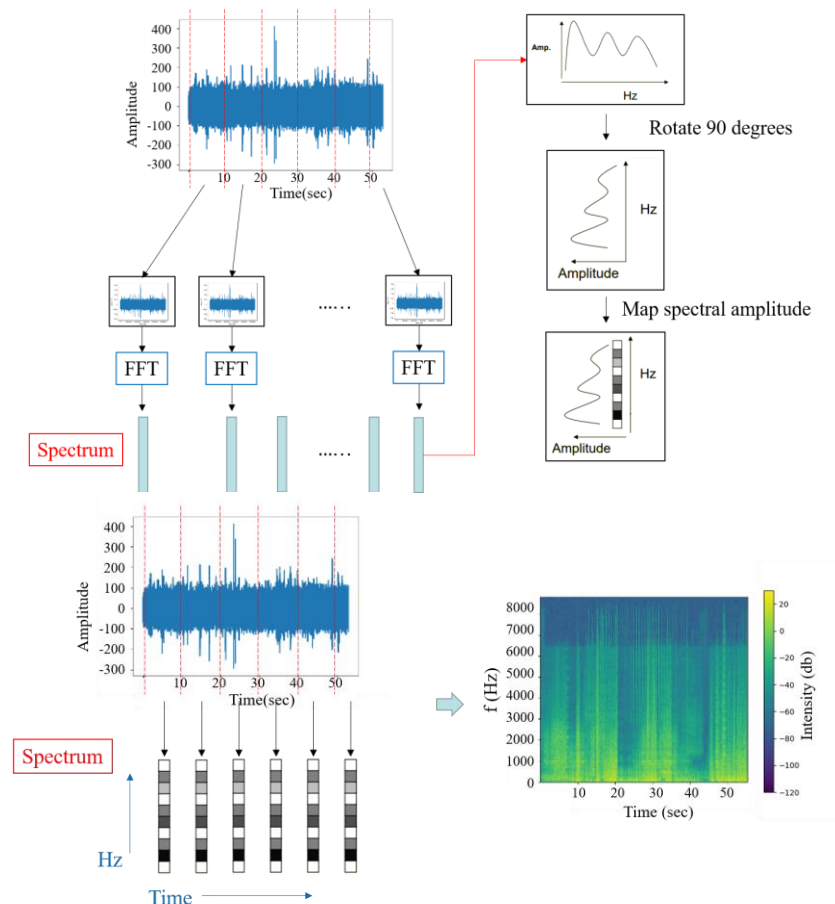 400
300
200
100
0
-100
-200
-300
Amplitude
10 20 30 40 50
Time(sec)
Amp.
Hz
Rotate 90 degrees
Hz
Amplitude
Map spectral amplitude
Hz
Amplitude
......
FFT FFT FFT
Spectrum
......
400
300
200
100
0
-100
-200
-300
Amplitude
10 20 30 40 50
Time(sec)
Spectrum
Hz
Time
8000
7000
6000
5000
4000
3000
2000
1000
0
f (Hz)
10 20 30 40 50
Time (sec)
20
0
−20
−40
−60
−80
−100
−120
Intensity (db)